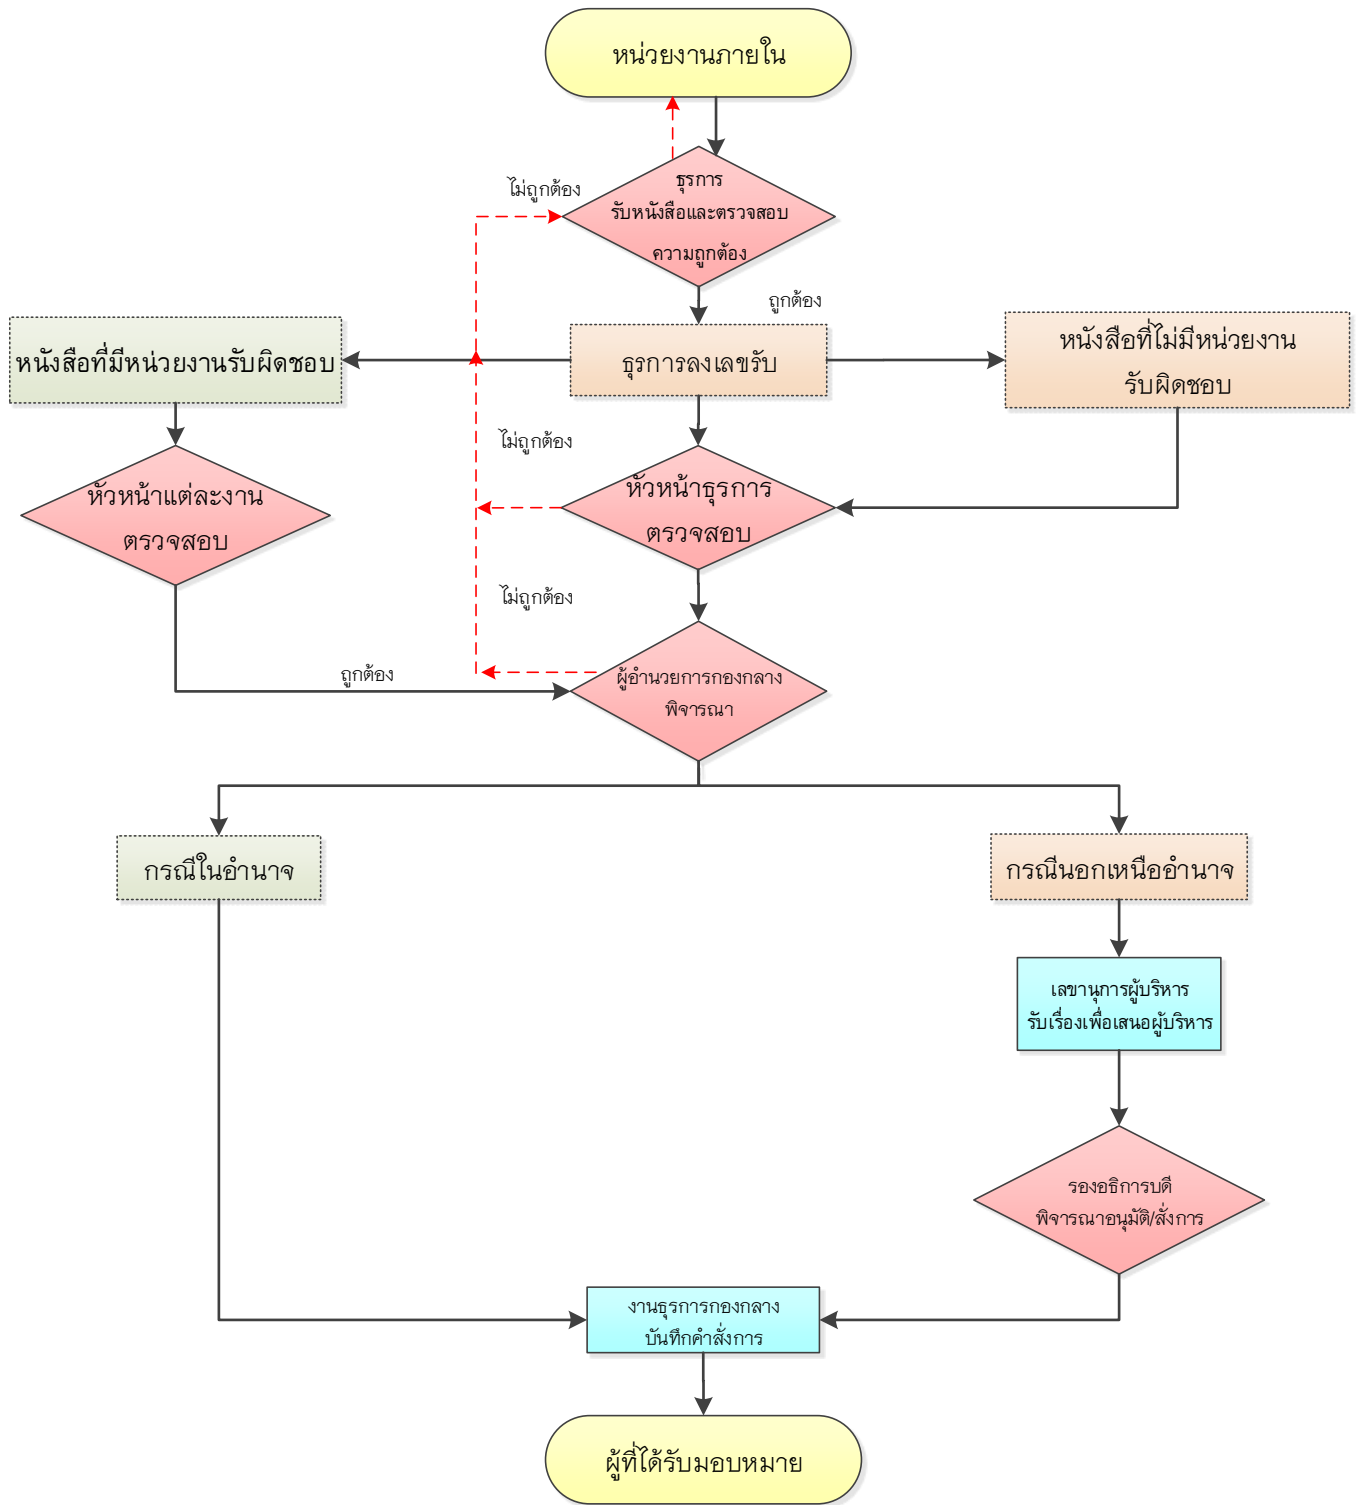 หน่วยงานภายใน
ไม่ถูกต้อง
ธุรการ
รับหนังสือและตรวจสอบ
ความถูกต้อง
ถูกต้อง
หนังสือที่มีหน่วยงานรับผิดชอบ
ธุรการลงเลขรับ
หนังสือที่ไม่มีหน่วยงาน
รับผิดชอบ
ไม่ถูกต้อง
หัวหน้าแต่ละงาน
ตรวจสอบ
หัวหน้าธุรการ
ตรวจสอบ
ไม่ถูกต้อง
ถูกต้อง
ผู้อำนวยการกองกลาง
พิจารณา
กรณีในอำนาจ
กรณีนอกเหนืออำนาจ
เลขานุการผู้บริหาร
รับเรื่องเพื่อเสนอผู้บริหาร
รองอธิการบดี
พิจารณาอนุมัติ/สั่งการ
งานธุรการกองกลาง
บันทึกคำสั่งการ
ผู้ที่ได้รับมอบหมาย